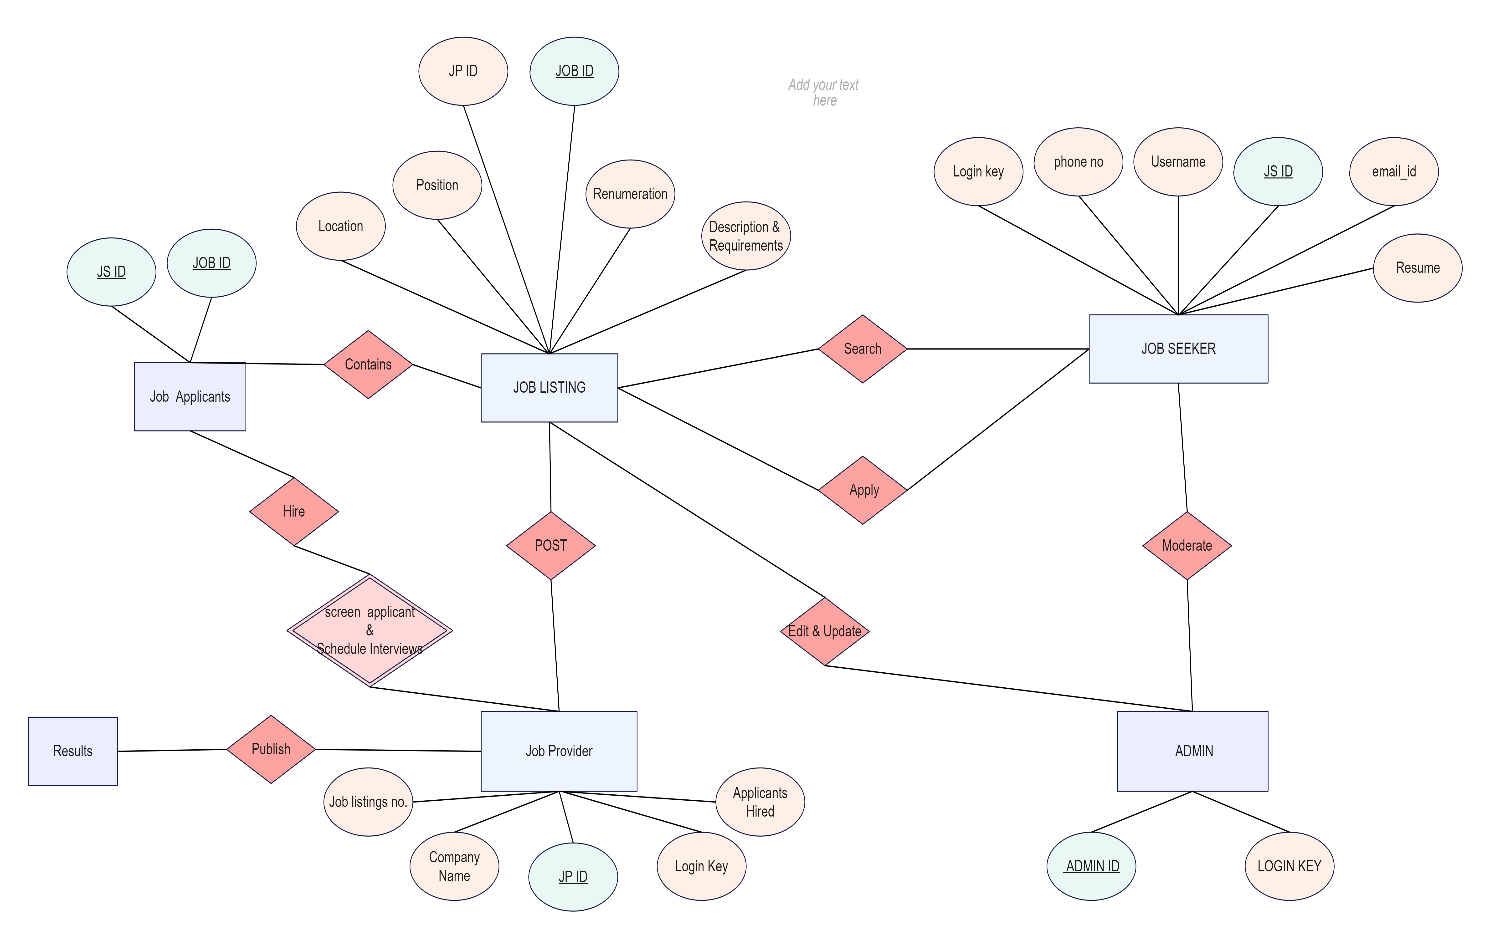 JP ID
JOB ID
Add your text
here
Login key
phone no
Username
JS ID
email_id
Position
Renumeration
Location
Description &
Requirements
Resume
JS ID
JOB ID
Contains
JOB LISTING
Search
JOB SEEKER
Job  Applicants
Apply
Hire
POST
Moderate
screen  applicant
&
Schedule Interviews
Edit & Update
Results
Publish
Job Provider
ADMIN
Job listings no.
Applicants
Hired
Company
Name
JP ID
Login Key
ADMIN ID
LOGIN KEY